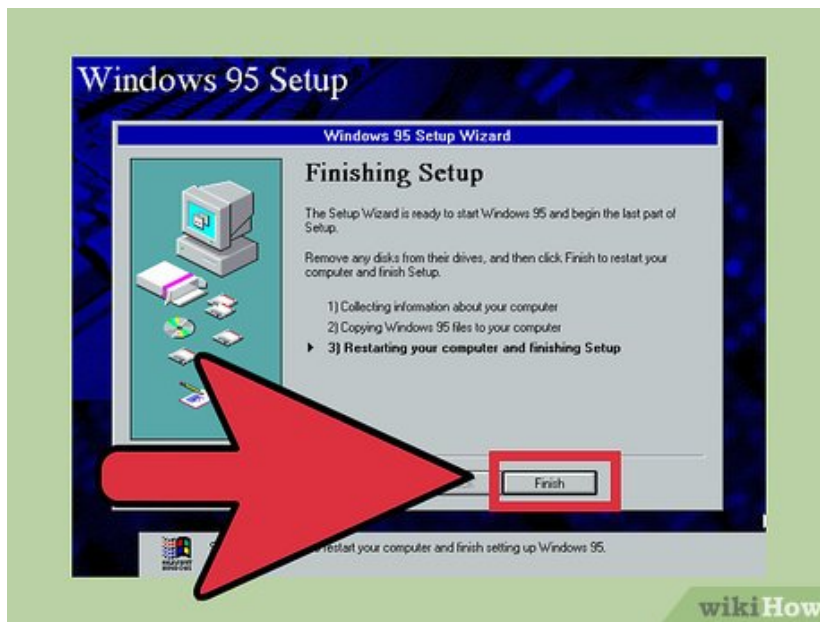 Windows 95 Setup
Windows 95 Setup Wizard
Finishing Setup
The Setup Wizard is ready to start Windows 95 and begin the last part of
Setup.
Remove any disks from their drives, and then click Finish to restart your
computer and finish Setup.
1) Collecting information about your computer
2) Copying Windows 95 files to your computer
3) Restarting your computer and finishing Setup
Finish
restart your computer and finish setting up Windows 95.
wikiHow